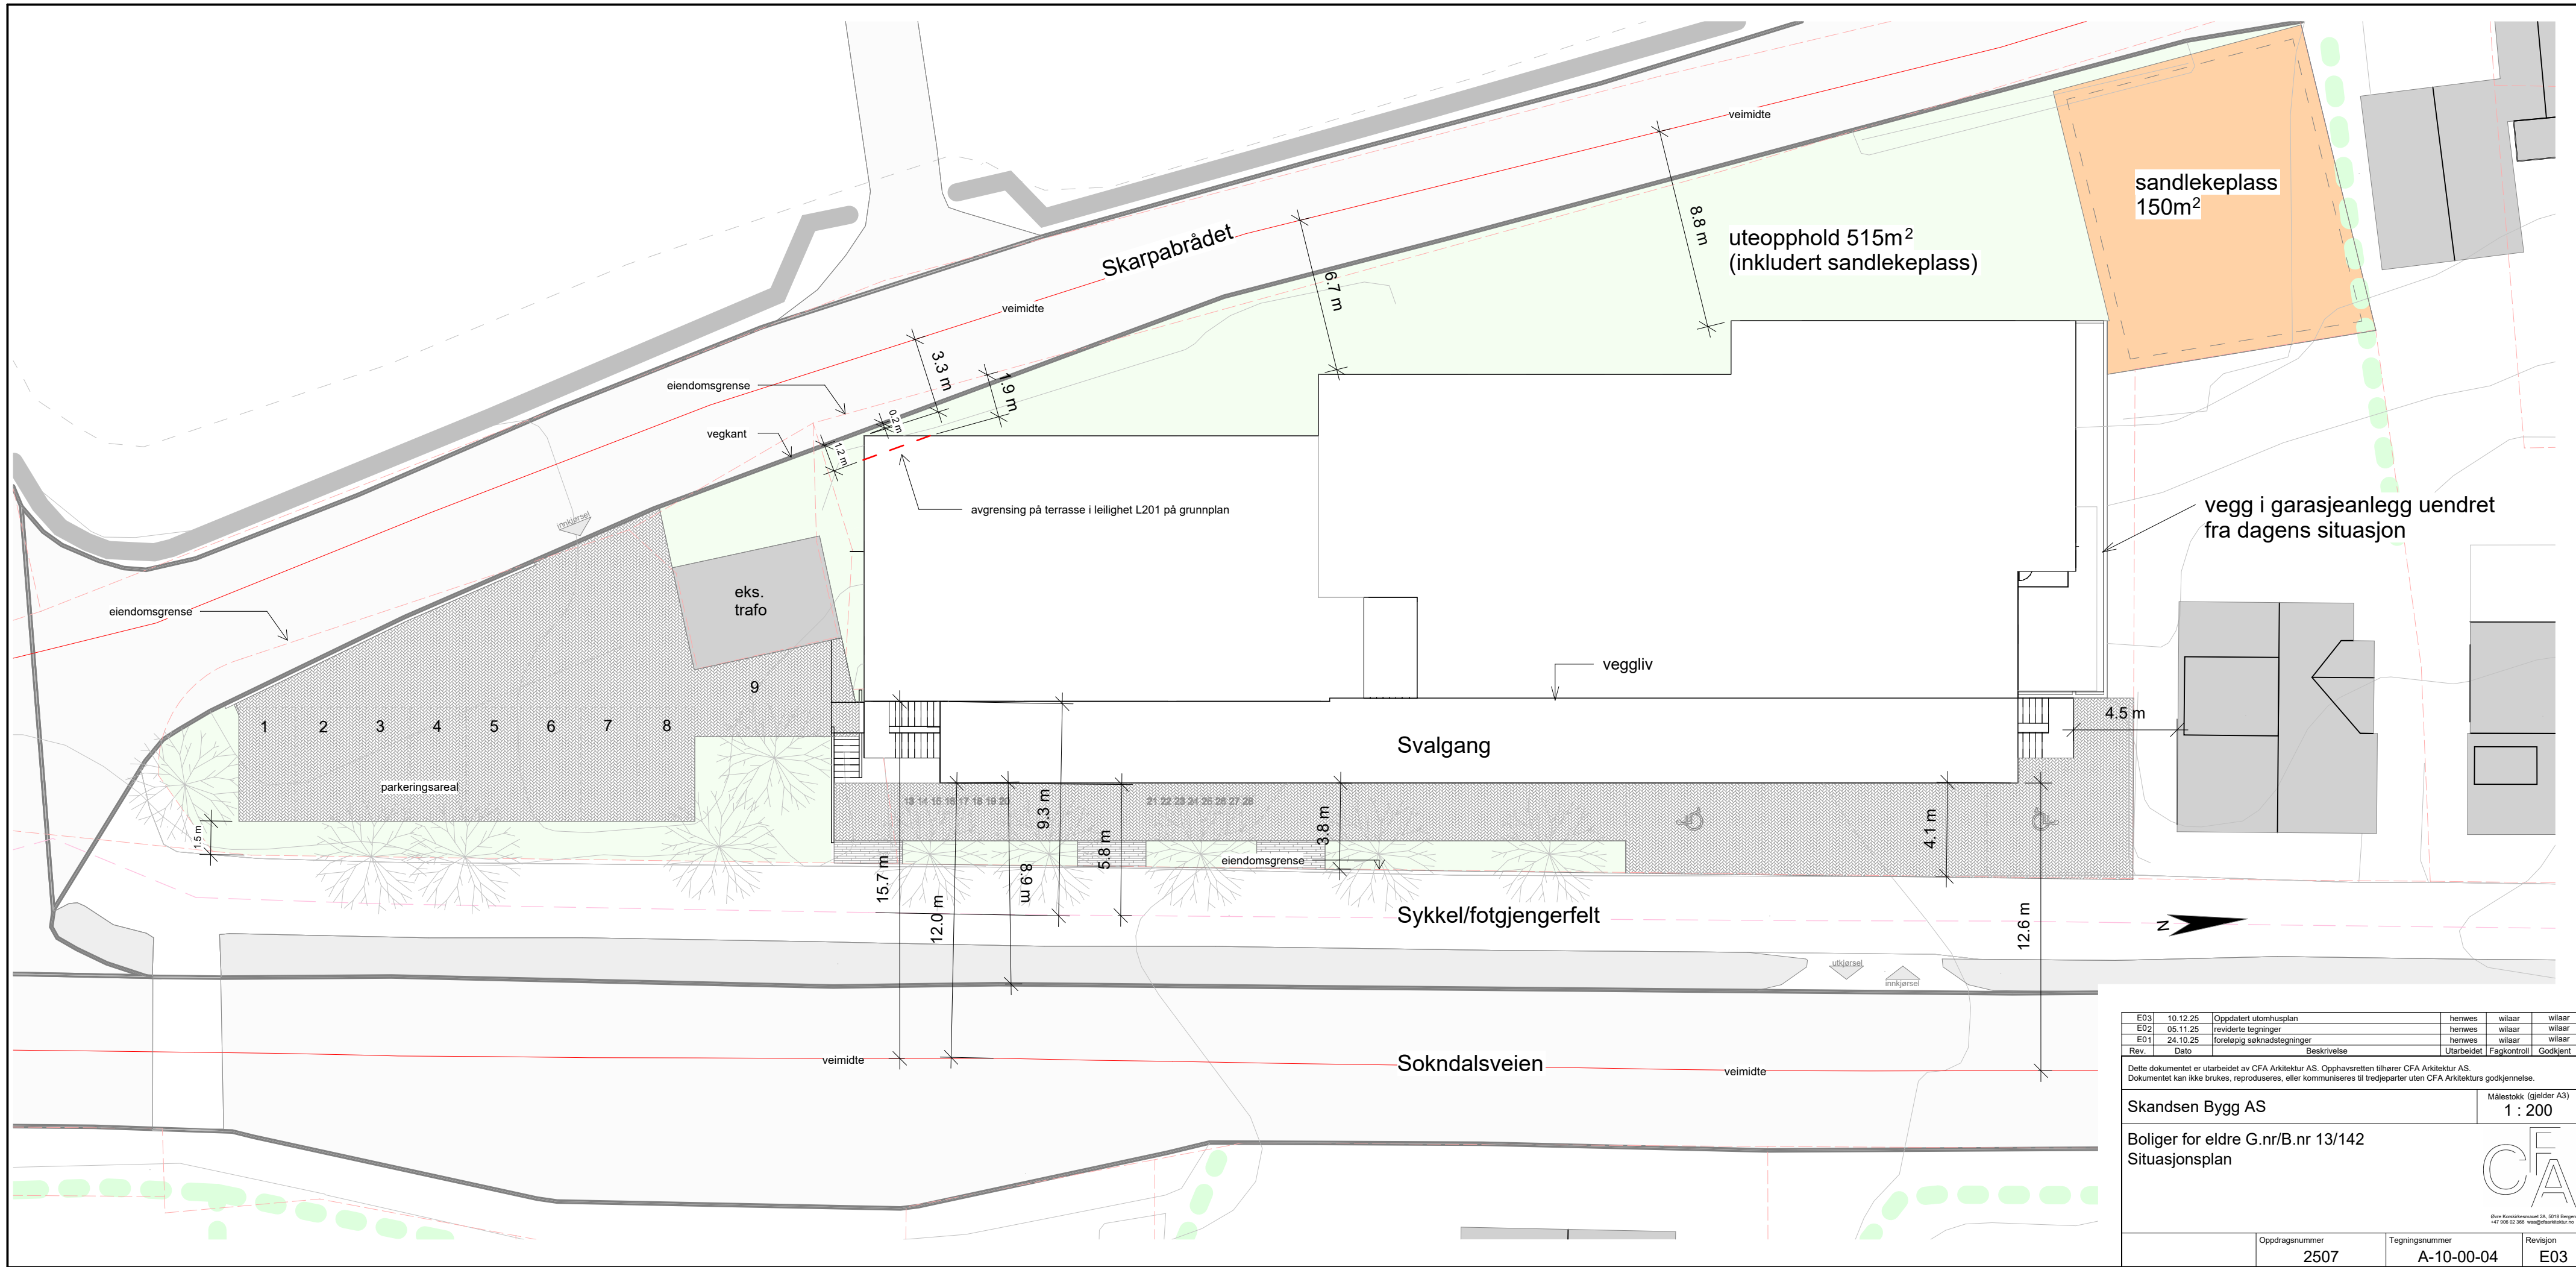 veimidte
sandlekeplass
150m²
8.8 m
uteopphold 515m²
(inkludert sandlekeplass)
Skarpabrådet
6.7 m
veimidte
3.3 m
1.9 m
eiendomsgrense
0.2 m
vegkant
1.2 m
avgrensing på terrasse i leilighet L201 på grunnplan
vegg i garasjeanlegg uendret
fra dagens situasjon
innkjørsel
eks.
trafo
eiendomsgrense
veggliv
9
1 2 3 4 5 6 7 8
4.5 m
Svalgang
parkeringsareal
13 14 15 16 17 18 19 20
21 22 23 24 25 26 27 28
1.5 m
9.3 m
5.8 m
3.8 m
4.1 m
eiendomsgrense
15.7 m
12.0 m
8.9 m
Sykkel/fotgjengerfelt
12.6 m
N
utkjørsel
innkjørsel
veimidte
Sokndalsveien
veimidte
E03 10.12.25 Oppdatert utomhusplan henwes wilaar wilaar
E02 05.11.25 reviderte tegninger henwes wilaar wilaar
E01 24.10.25 foreløpig søknadstegninger henwes wilaar wilaar
Rev. Dato Beskrivelse Utarbeidet Fagkontroll Godkjent
Dette dokumentet er utarbeidet av CFA Arkitektur AS. Opphavsretten tilhører CFA Arkitektur AS.
Dokumentet kan ikke brukes, reproduseres, eller kommuniseres til tredjeparter uten CFA Arkitekturs godkjennelse.
Skandsen Bygg AS
Målestokk (gjelder A3)
1 : 200
Boliger for eldre G.nr/B.nr 13/142
Situasjonsplan
CFA
Oppdragsnummer
2507
Tegningsnummer
A-10-00-04
Revisjon
E03